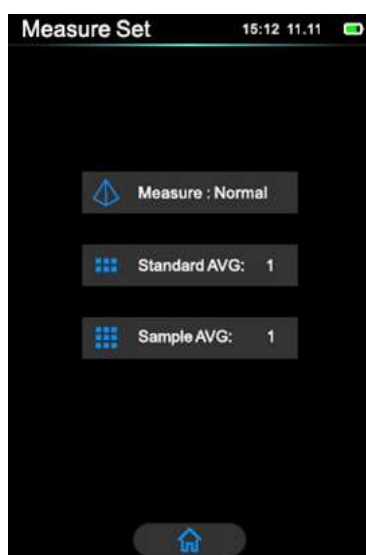 Measure Set 15:12 11.11
Measure : Normal
Standard AVG: 1
Sample AVG: 1